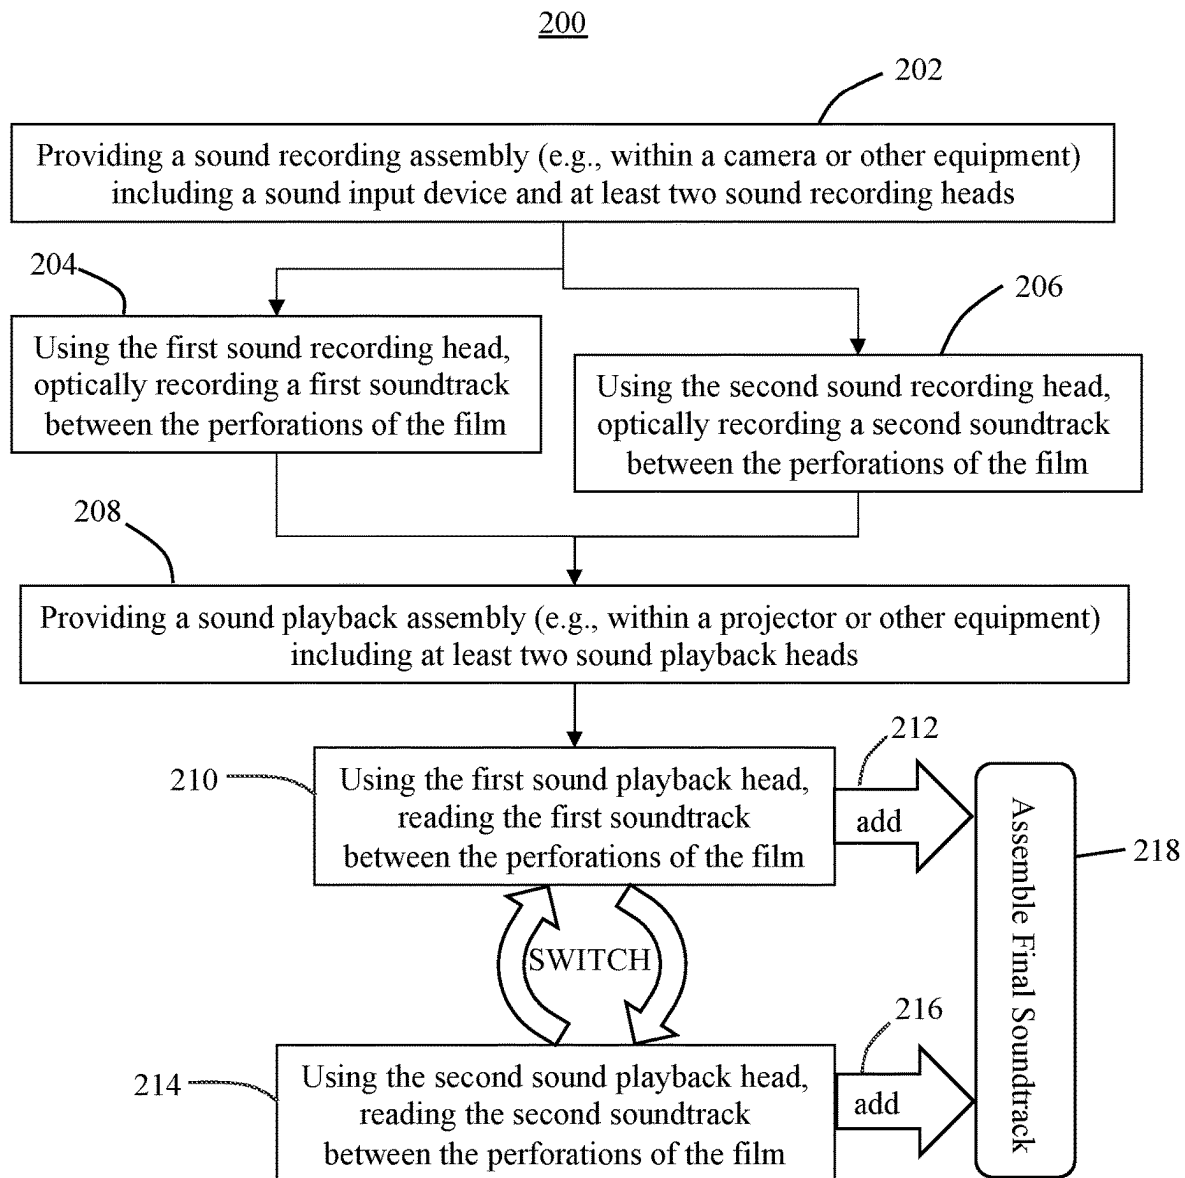 200
202
Providing a sound recording assembly (e.g., within a camera or other equipment)
including a sound input device and at least two sound recording heads
204
206
Using the first sound recording head,
optically recording a first soundtrack
between the perforations of the film
Using the second sound recording head,
optically recording a second soundtrack
between the perforations of the film
208
Providing a sound playback assembly (e.g., within a projector or other equipment)
including at least two sound playback heads
210
Using the first sound playback head,
reading the first soundtrack
between the perforations of the film
212
add
Assemble Final Soundtrack
218
SWITCH
214
Using the second sound playback head,
reading the second soundtrack
between the perforations of the film
216
add